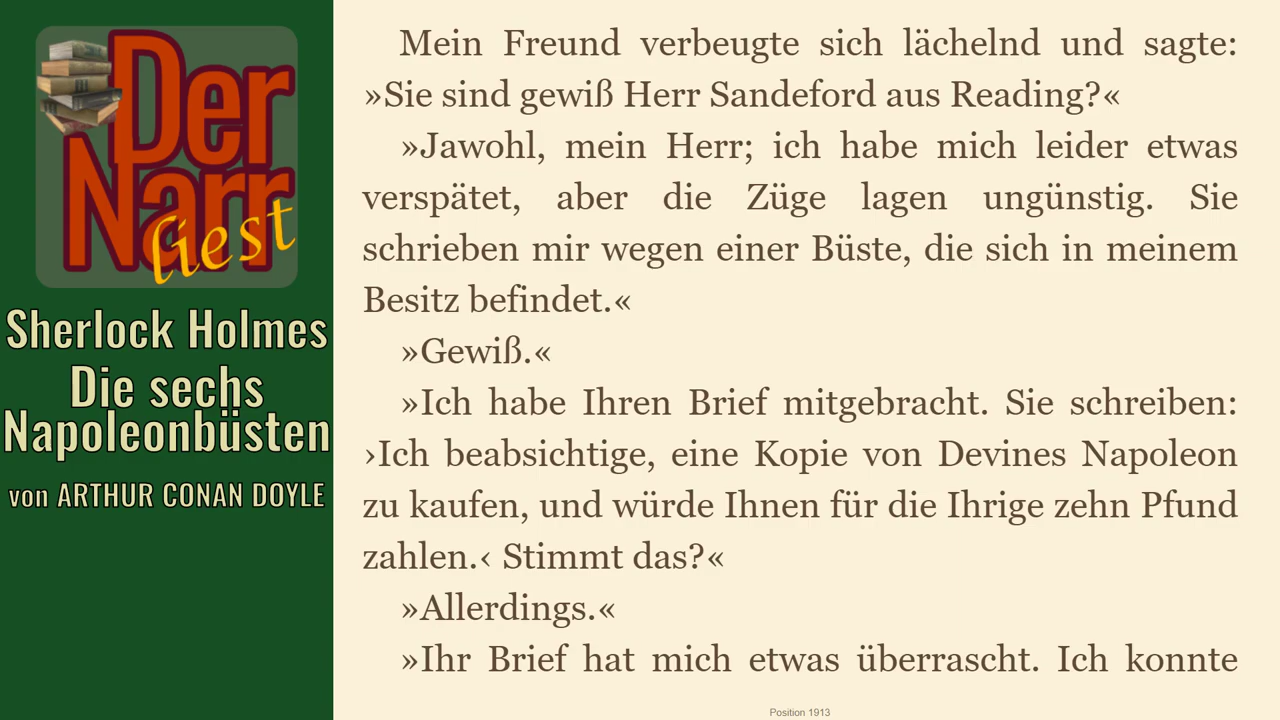 Der
Narr
liest
Sherlock Holmes
Die sechs
Napoleonbüsten
von ARTHUR CONAN DOYLE
Mein Freund verbeugte sich lächelnd und sagte:
»Sie sind gewiß Herr Sandeford aus Reading?«
»Jawohl, mein Herr; ich habe mich leider etwas
verspätet, aber die Züge lagen ungünstig. Sie
schrieben mir wegen einer Büste, die sich in meinem
Besitz befindet.«
»Gewiß.«
»Ich habe Ihren Brief mitgebracht. Sie schreiben:
›Ich beabsichtige, eine Kopie von Devines Napoleon
zu kaufen, und würde Ihnen für die Ihrige zehn Pfund
zahlen.‹ Stimmt das?«
»Allerdings.«
»Ihr Brief hat mich etwas überrascht. Ich konnte
Position 1913